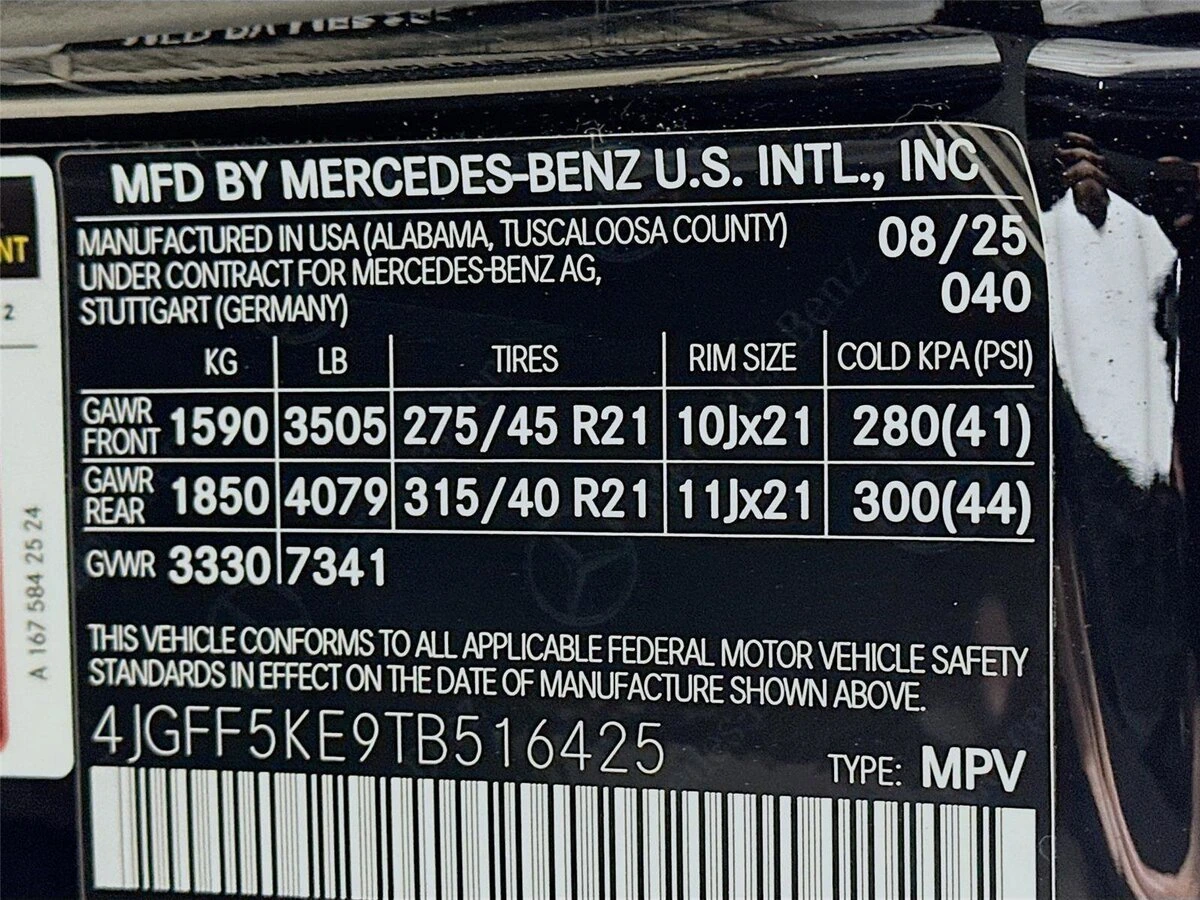 MFD BY MERCEDES-BENZ U.S. INTL., INC
MANUFACTURED IN USA (ALABAMA, TUSCALOOSA COUNTY) 08/25
UNDER CONTRACT FOR MERCEDES-BENZ AG, 040
STUTTGART (GERMANY)
KG LB TIRES RIM SIZE COLD KPA (PSI)
GAWR FRONT 1590 3505 275/45 R21 10Jx21 280(41)
GAWR REAR 1850 4079 315/40 R21 11Jx21 300(44)
GVWR 3330 7341
THIS VEHICLE CONFORMS TO ALL APPLICABLE FEDERAL MOTOR VEHICLE SAFETY
STANDARDS IN EFFECT ON THE DATE OF MANUFACTURE SHOWN ABOVE.
4JGFF5KE9TB516425
TYPE: MPV
NT
2
A 167 584 25 24